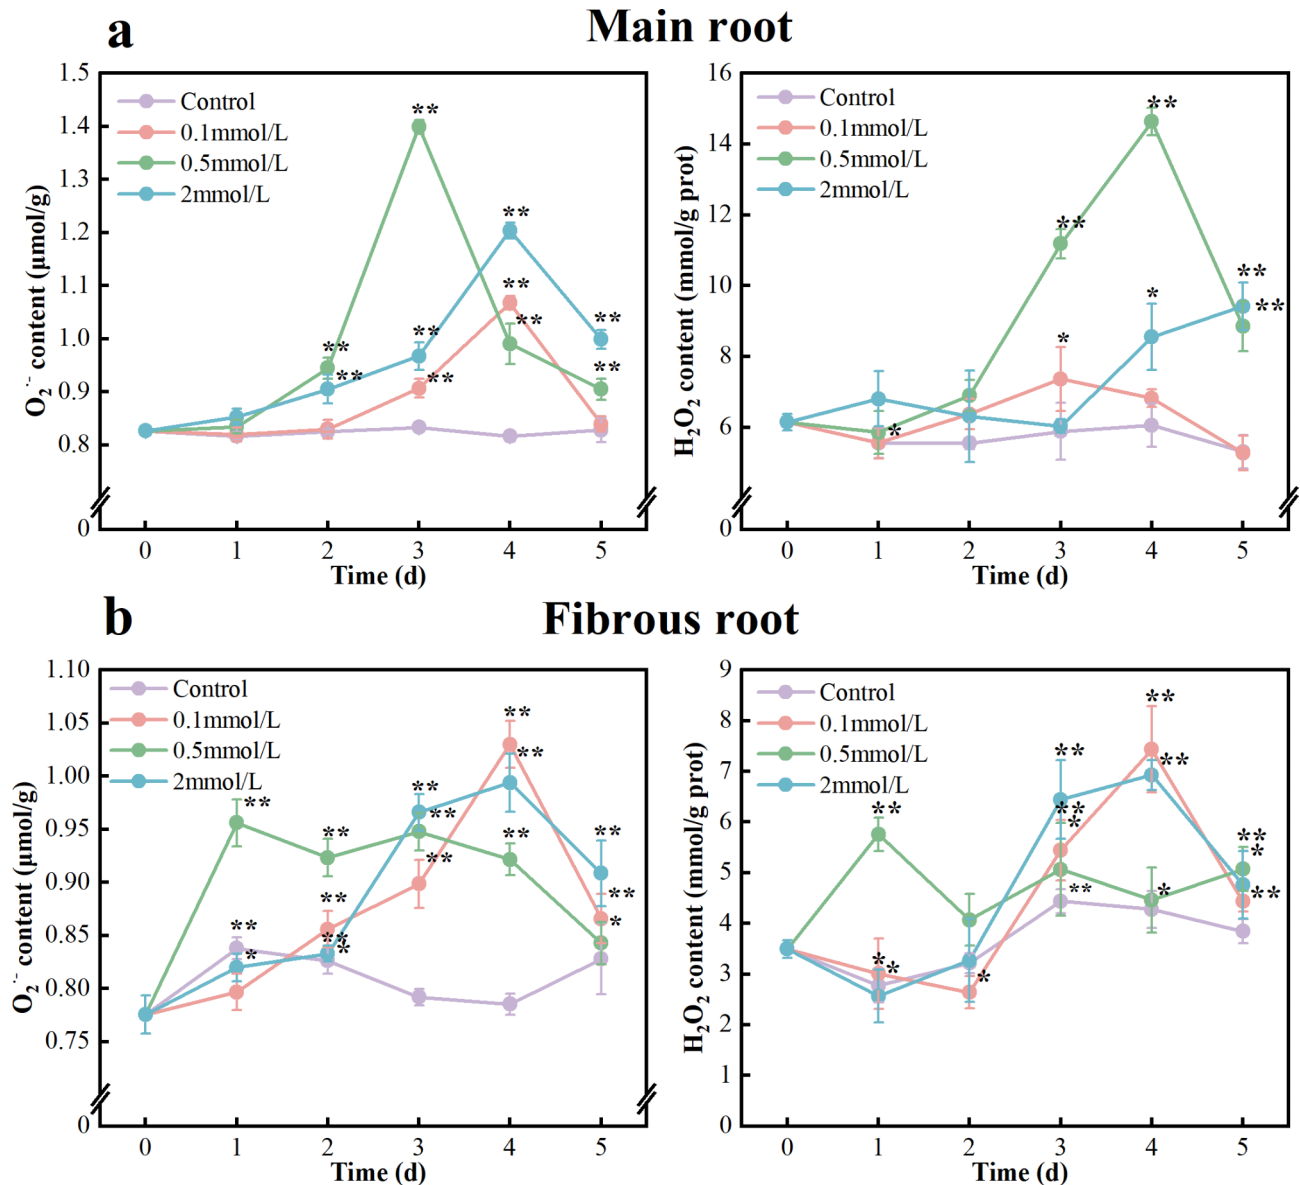 a
Main root
1.5
1.4
1.3
1.2
1.1
1.0
0.9
0.8
0
O₂·⁻ content (μmol/g)
Control
0.1mmol/L
0.5mmol/L
2mmol/L
**
**
**
**
**
**
**
**
**
**
0 1 2 3 4 5
Time (d)
16
14
12
10
8
6
0
H₂O₂ content (mmol/g prot)
Control
0.1mmol/L
0.5mmol/L
2mmol/L
**
**
**
**
*
*
*
0 1 2 3 4 5
Time (d)
b
Fibrous root
1.10
1.05
1.00
0.95
0.90
0.85
0.80
0.75
0
O₂·⁻ content (μmol/g)
Control
0.1mmol/L
0.5mmol/L
2mmol/L
**
**
**
**
**
**
**
**
**
**
**
**
**
*
*
*
0 1 2 3 4 5
Time (d)
9
8
7
6
5
4
3
2
1
0
H₂O₂ content (mmol/g prot)
Control
0.1mmol/L
0.5mmol/L
2mmol/L
**
**
**
**
**
*
**
*
**
*
**
*
*
*
0 1 2 3 4 5
Time (d)